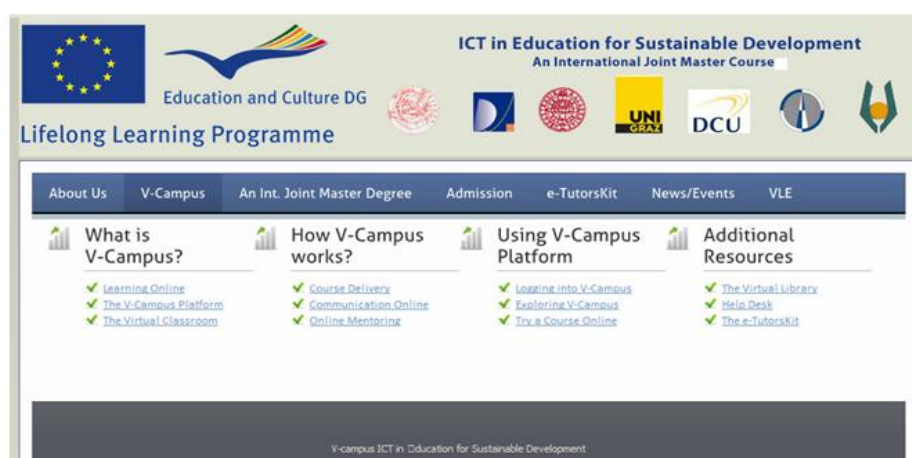 ICT in Education for Sustainable Development
An International Joint Master Course
Education and Culture DG
Lifelong Learning Programme
UNI
GRAZ
DCU
About Us
V-Campus
An Int. Joint Master Degree
Admission
e-TutorsKit
News/Events
VLE
What is
V-Campus?
Learning Online
The V-Campus Platform
The Virtual Classroom
How V-Campus
works?
Course Delivery
Communication Online
Online Mentoring
Using V-Campus
Platform
Logging into V-Campus
Exploring V-Campus
Try a Course Online
Additional
Resources
The Virtual Library
Help Desk
The e-TutorsKit
V-campus ICT in □ducation for Sustainable Development